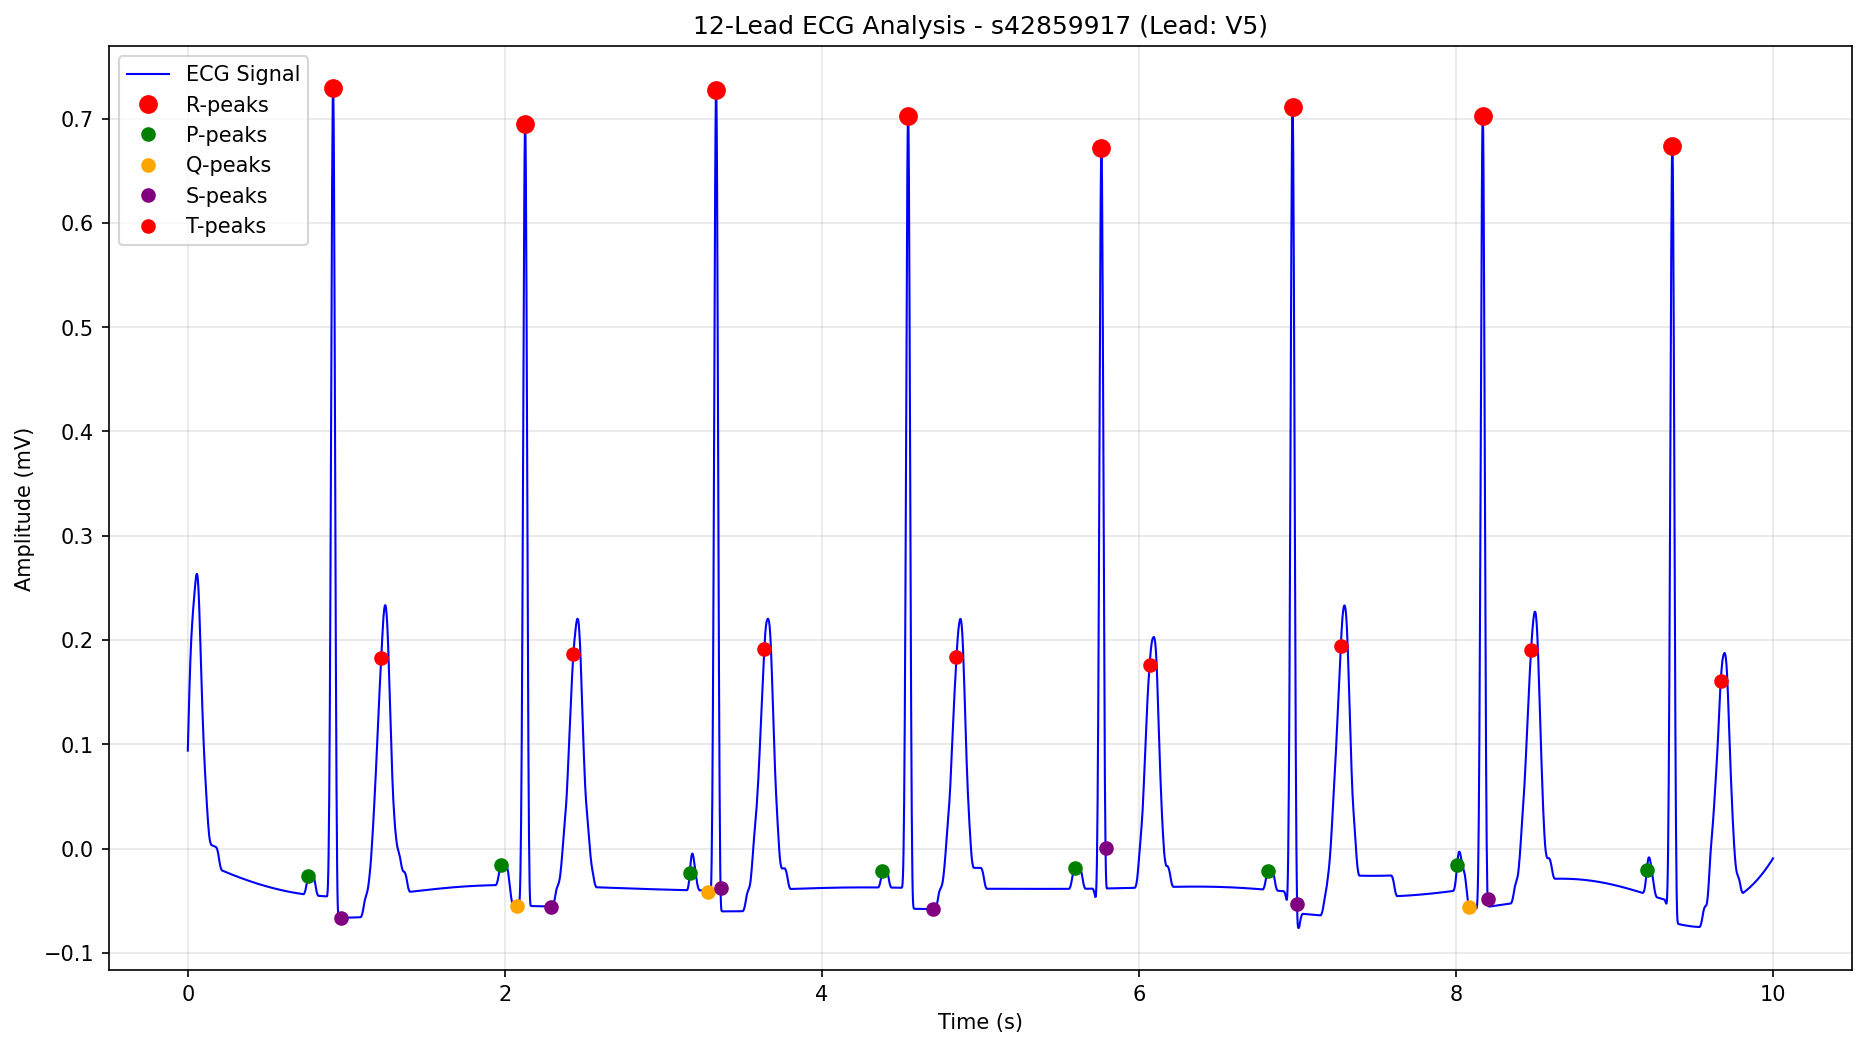 12-Lead ECG Analysis - s42859917 (Lead: V5)
ECG Signal
R-peaks
P-peaks
Q-peaks
S-peaks
T-peaks
Amplitude (mV)
0.7
0.6
0.5
0.4
0.3
0.2
0.1
0.0
−0.1
0 2 4 6 8 10
Time (s)